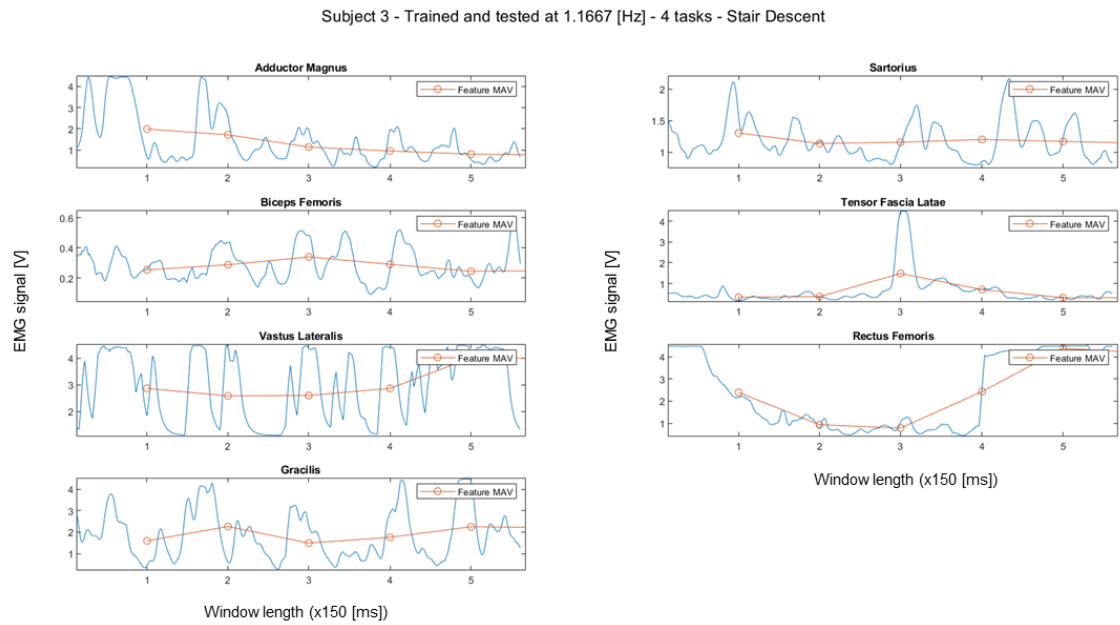 Subject 3 - Trained and tested at 1.1667 [Hz] - 4 tasks - Stair Descent
EMG signal [V]
Adductor Magnus
Feature MAV
4
3
2
1
1 2 3 4 5
Biceps Femoris
Feature MAV
0.6
0.4
0.2
1 2 3 4 5
Vastus Lateralis
Feature MAV
4
3
2
1 2 3 4 5
Gracilis
Feature MAV
4
3
2
1
1 2 3 4 5
Window length (x150 [ms])
EMG signal [V]
Sartorius
Feature MAV
2
1.5
1
1 2 3 4 5
Tensor Fascia Latae
Feature MAV
4
3
2
1
1 2 3 4 5
Rectus Femoris
Feature MAV
4
3
2
1
1 2 3 4 5
Window length (x150 [ms])